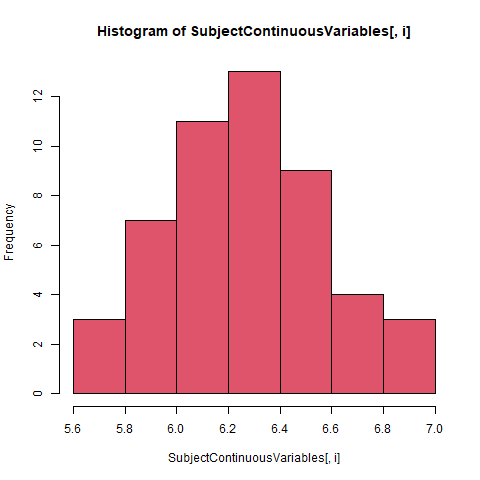 Histogram of SubjectContinuousVariables[, i]
12
10
8
6
4
2
0
Frequency
5.6 5.8 6.0 6.2 6.4 6.6 6.8 7.0
SubjectContinuousVariables[, i]